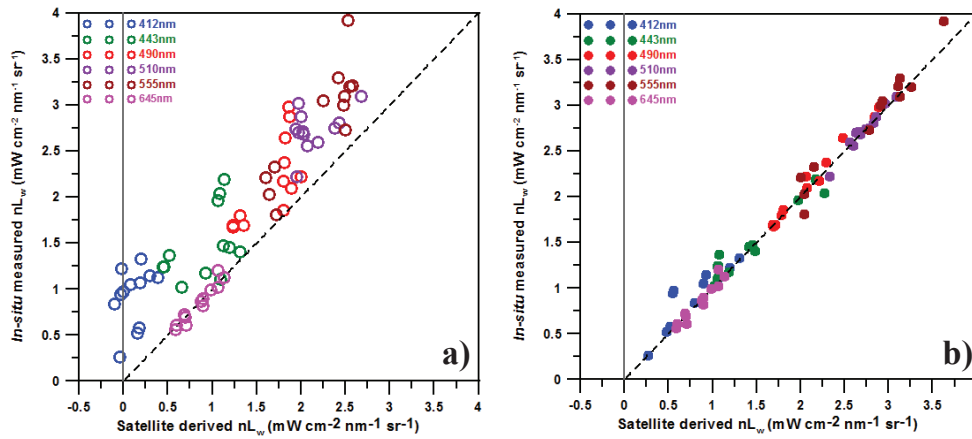 4
3.5
3
2.5
2
1.5
1
0.5
0
-0.5 0 0.5 1 1.5 2 2.5 3 3.5 4
In-situ measured nLw (mW cm-2 nm-1 sr-1)
Satellite derived nLw (mW cm-2 nm-1 sr-1)
412nm
443nm
490nm
510nm
555nm
645nm
a)
4
3.5
3
2.5
2
1.5
1
0.5
0
-0.5 0 0.5 1 1.5 2 2.5 3 3.5
In-situ measured nLw (mW cm-2 nm-1 sr-1)
Satellite derived nLw (mW cm-2 nm-1 sr-1)
412nm
443nm
490nm
510nm
555nm
645nm
b)